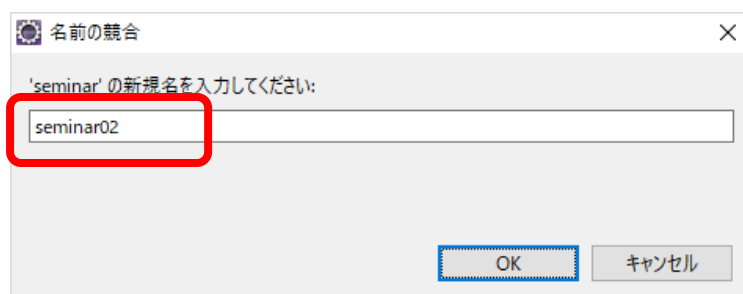 名前の競合
'seminar' の新規名を入力してください:
seminar02
OK
キャンセル